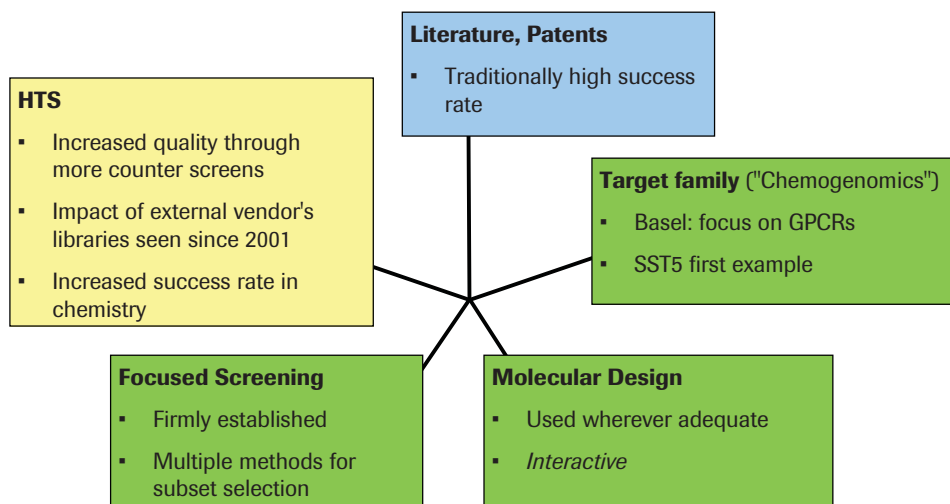 Literature, Patents
▪ Traditionally high success
rate
HTS
▪ Increased quality through
more counter screens
▪ Impact of external vendor's
libraries seen since 2001
▪ Increased success rate in
chemistry
Target family ("Chemogenomics")
▪ Basel: focus on GPCRs
▪ SST5 first example
Focused Screening
▪ Firmly established
▪ Multiple methods for
subset selection
Molecular Design
▪ Used wherever adequate
▪ Interactive